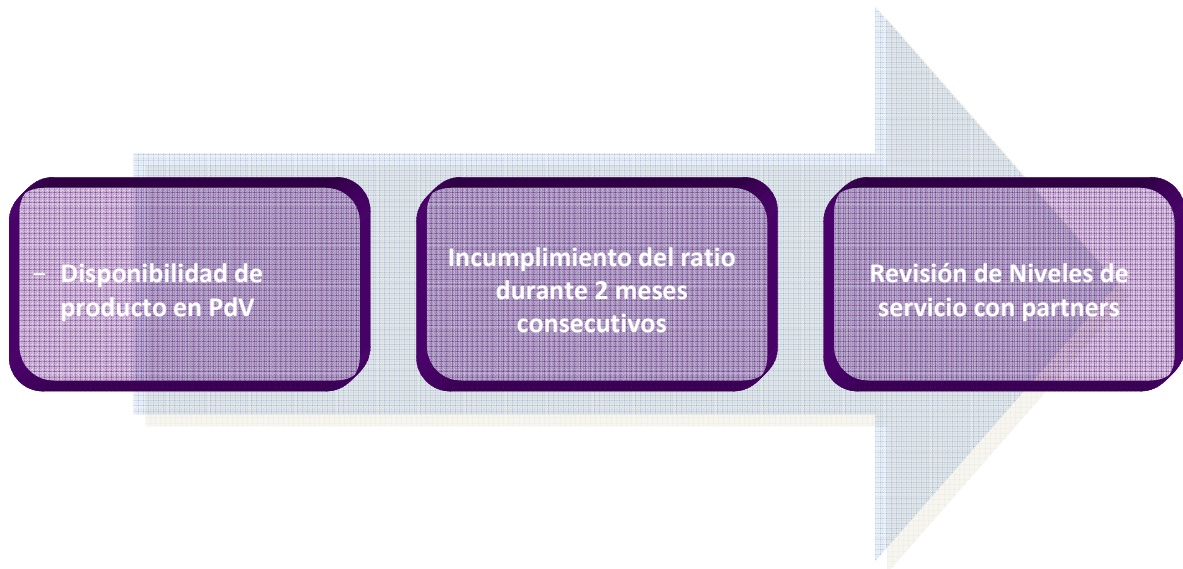 – Disponibilidad de
producto en PdV
Incumplimiento del ratio
durante 2 meses
consecutivos
Revisión de Niveles de
servicio con partners